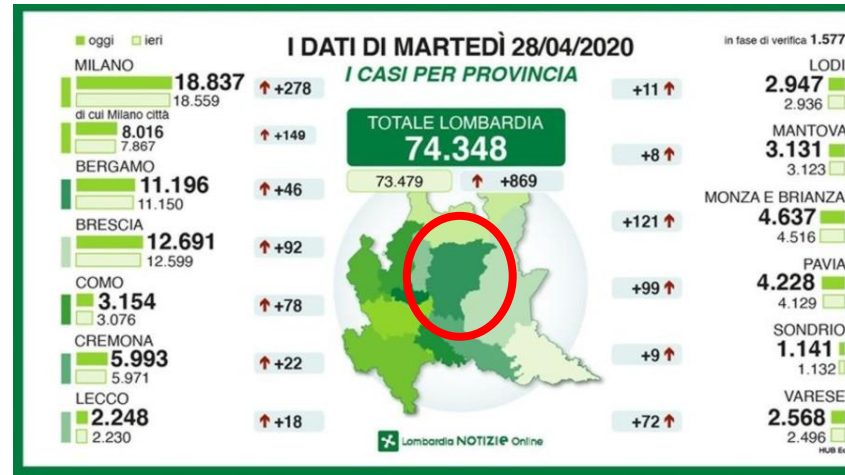 oggi ieri
I DATI DI MARTEDÌ 28/04/2020
I CASI PER PROVINCIA
in fase di verifica 1.577
MILANO
18.837
18.559
+278
di cui Milano città
8.016
7.867
+149
BERGAMO
11.196
11.150
+46
BRESCIA
12.691
12.599
+92
COMO
3.154
3.076
+78
CREMONA
5.993
5.971
+22
LECCO
2.248
2.230
+18
TOTALE LOMBARDIA
74.348
73.479 +869
Lombardia NOTIZIE Online
LODI
+11 2.947
2.936
MANTOVA
+8 3.131
3.123
MONZA E BRIANZA
+121 4.637
4.516
PAVIA
+99 4.228
4.129
SONDRIO
+9 1.141
1.132
VARESE
+72 2.568
2.496